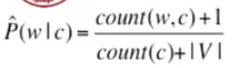 P̂(w|c) = count(w,c)+1 / count(c)+|V|